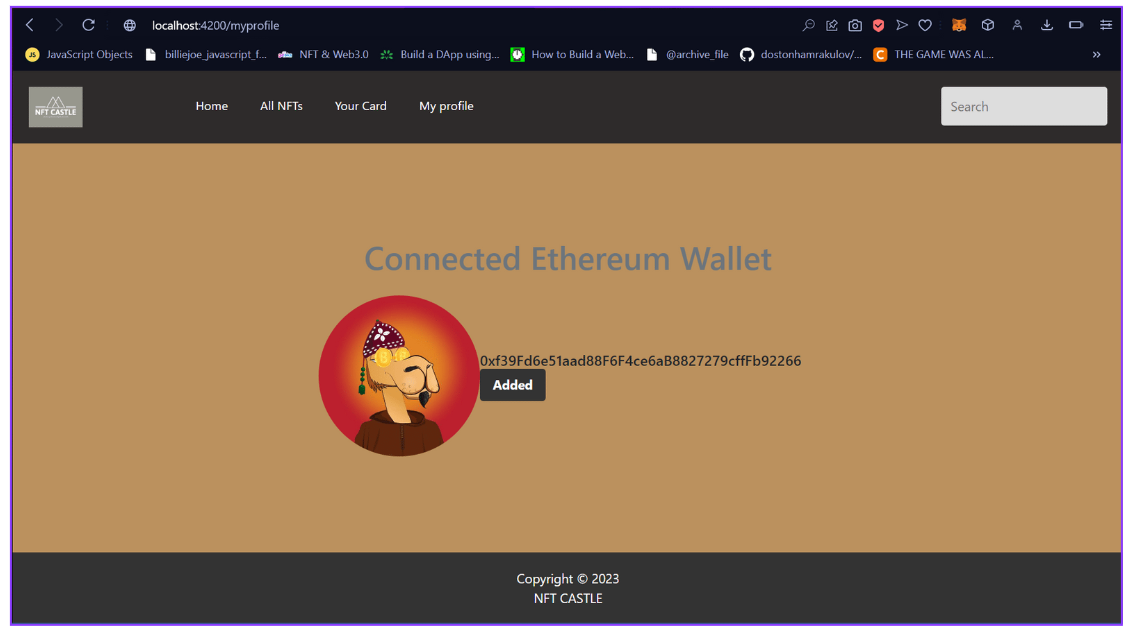 localhost:4200/myprofile
JS JavaScript Objects billiejoe_javascript_f... NFT & Web3.0 Build a DApp using... How to Build a Web... @archive_file dostonhamrakulov/... C THE GAME WAS AL... »
NFT CASTLE Home All NFTs Your Card My profile Search
Connected Ethereum Wallet
0xf39Fd6e51aad88F6F4ce6aB8827279cffFb92266
Added
Copyright © 2023
NFT CASTLE